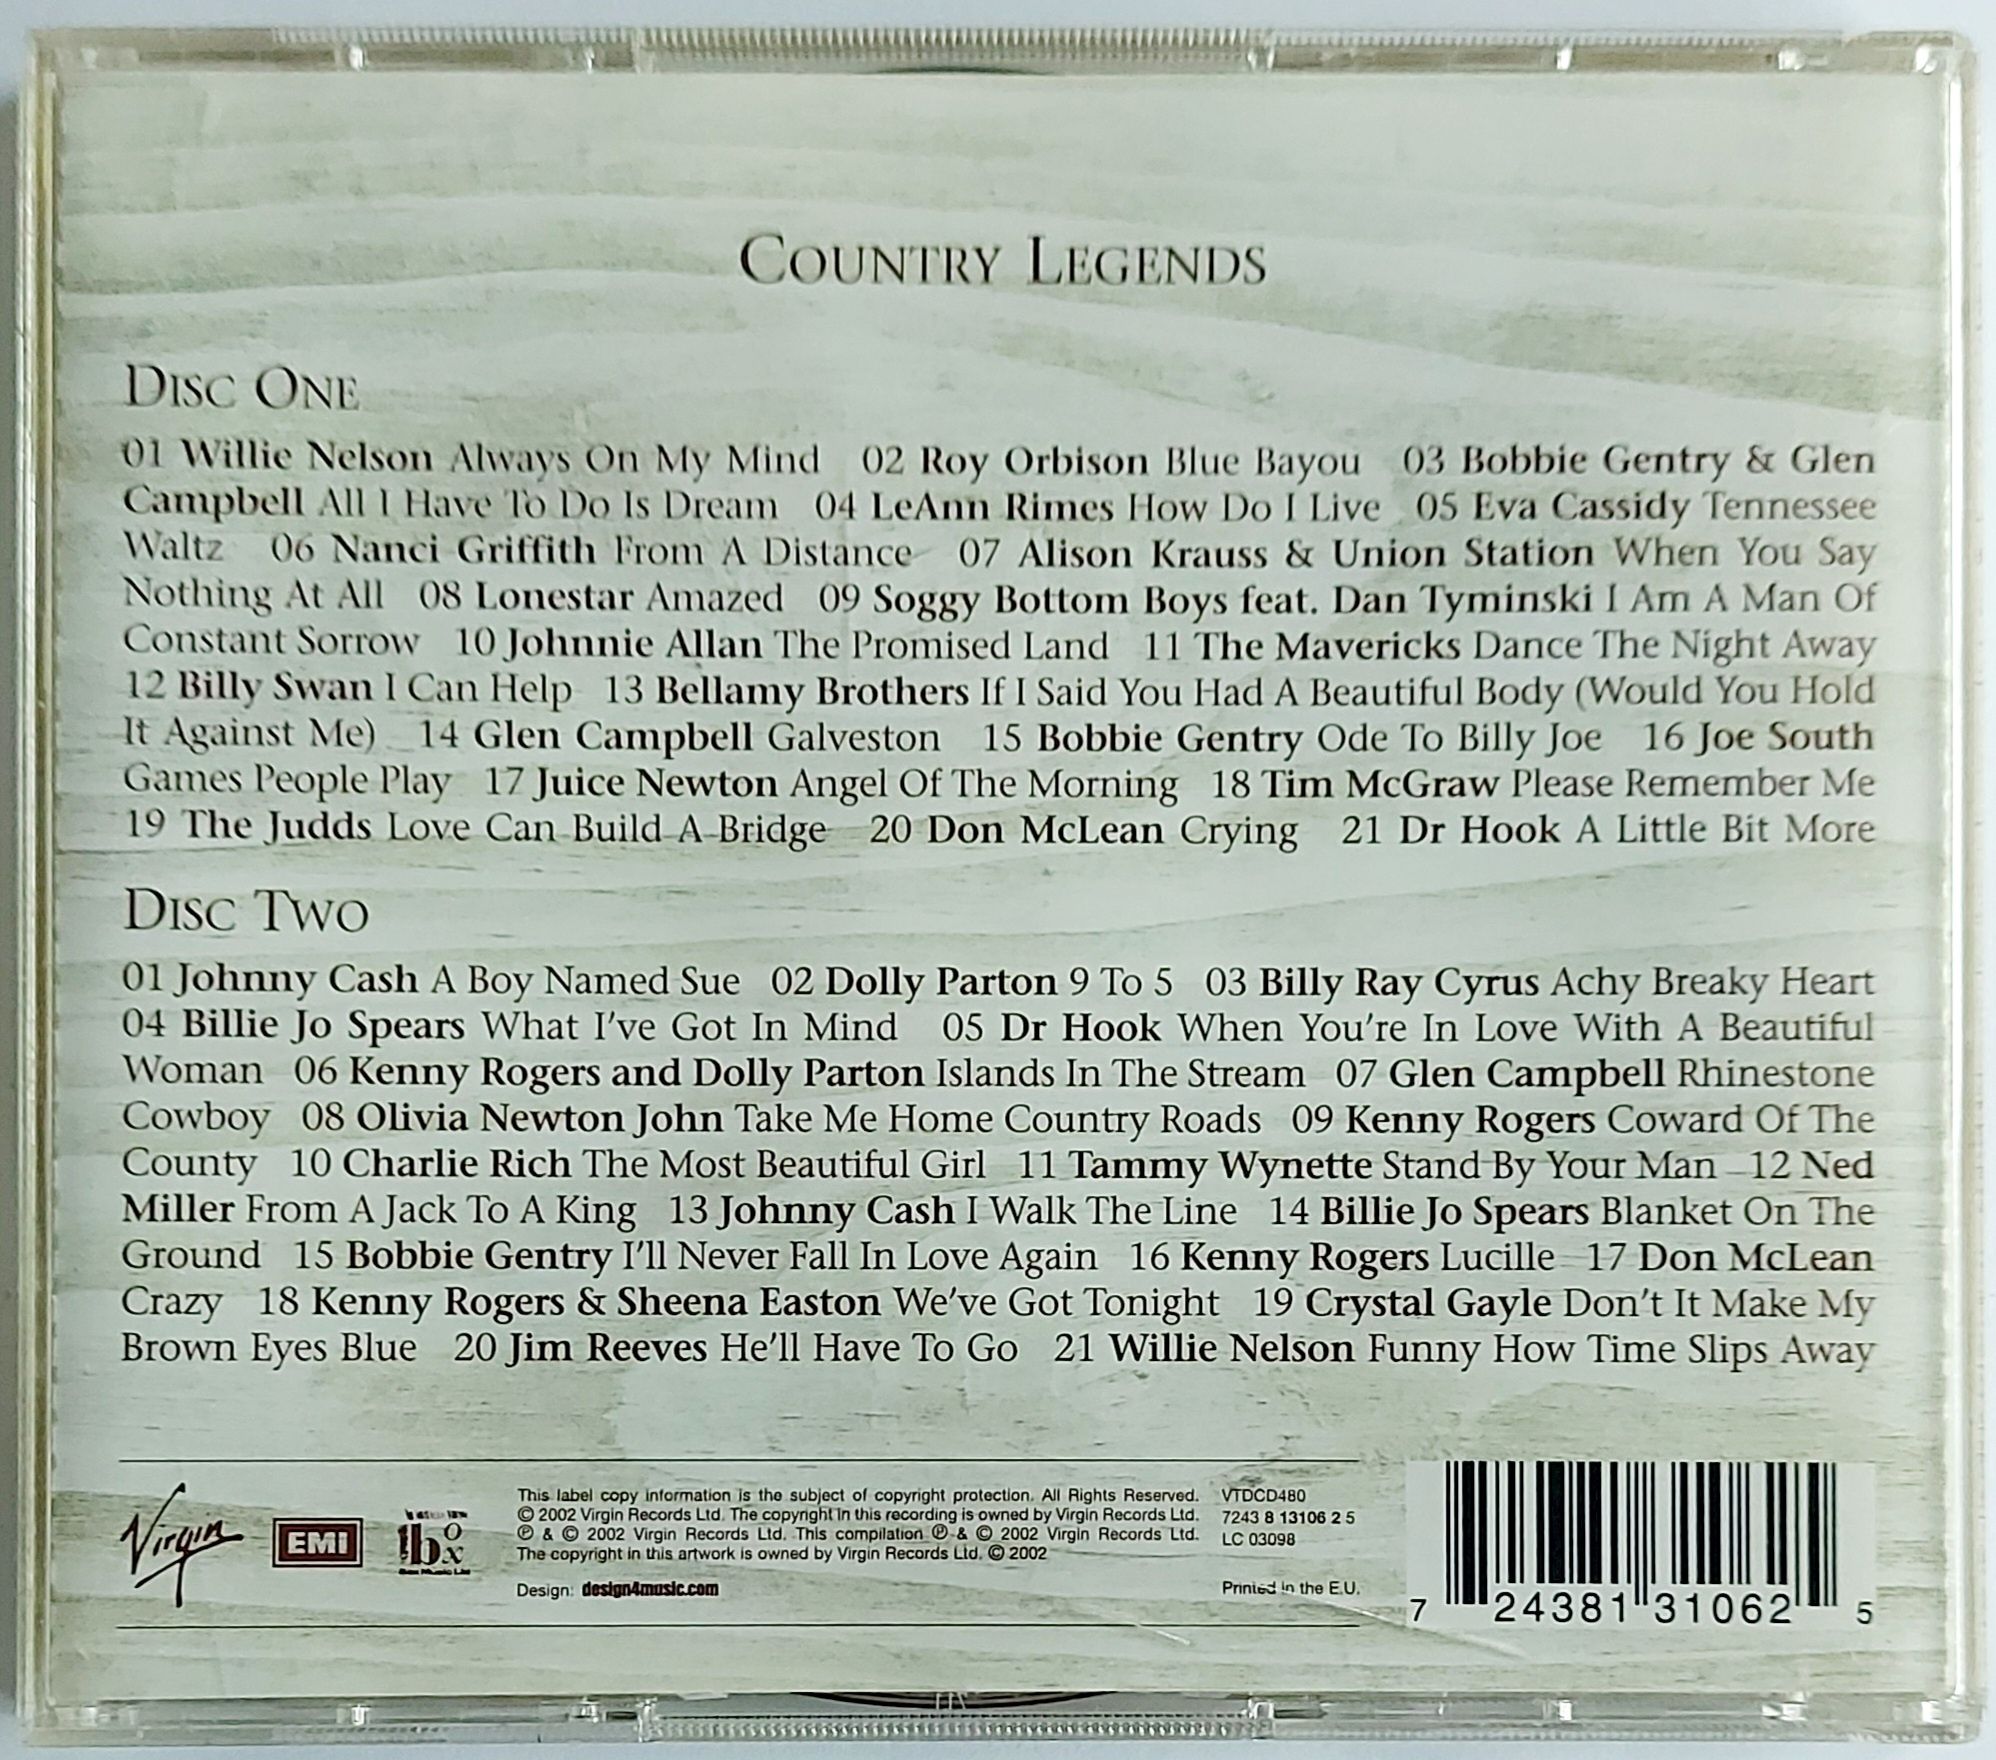 COUNTRY LEGENDS
DISC ONE
01 Willie Nelson Always On My Mind 02 Roy Orbison Blue Bayou 03 Bobbie Gentry & Glen
Campbell All I Have To Do Is Dream 04 LeAnn Rimes How Do I Live 05 Eva Cassidy Tennessee
Waltz 06 Nanci Griffith From A Distance 07 Alison Krauss & Union Station When You Say
Nothing At All 08 Lonestar Amazed 09 Soggy Bottom Boys feat. Dan Tyminski I Am A Man Of
Constant Sorrow 10 Johnnie Allan The Promised Land 11 The Mavericks Dance The Night Away
12 Billy Swan I Can Help 13 Bellamy Brothers If I Said You Had A Beautiful Body (Would You Hold
It Against Me) 14 Glen Campbell Galveston 15 Bobbie Gentry Ode To Billy Joe 16 Joe South
Games People Play 17 Juice Newton Angel Of The Morning 18 Tim McGraw Please Remember Me
19 The Judds Love Can Build A Bridge 20 Don McLean Crying 21 Dr Hook A Little Bit More
DISC TWO
01 Johnny Cash A Boy Named Sue 02 Dolly Parton 9 To 5 03 Billy Ray Cyrus Achy Breaky Heart
04 Billie Jo Spears What I've Got In Mind 05 Dr Hook When You're In Love With A Beautiful
Woman 06 Kenny Rogers and Dolly Parton Islands In The Stream 07 Glen Campbell Rhinestone
Cowboy 08 Olivia Newton John Take Me Home Country Roads 09 Kenny Rogers Coward Of The
County 10 Charlie Rich The Most Beautiful Girl 11 Tammy Wynette Stand By Your Man 12 Ned
Miller From A Jack To A King 13 Johnny Cash I Walk The Line 14 Billie Jo Spears Blanket On The
Ground 15 Bobbie Gentry I'll Never Fall In Love Again 16 Kenny Rogers Lucille 17 Don McLean
Crazy 18 Kenny Rogers & Sheena Easton We've Got Tonight 19 Crystal Gayle Don't It Make My
Brown Eyes Blue 20 Jim Reeves He'll Have To Go 21 Willie Nelson Funny How Time Slips Away
Virgin
EMI
box
Box Music Ltd
This label copy information is the subject of copyright protection. All Rights Reserved.
© 2002 Virgin Records Ltd. The copyright in this recording is owned by Virgin Records Ltd.
℗ & © 2002 Virgin Records Ltd. This compilation ℗ & © 2002 Virgin Records Ltd.
The copyright in this artwork is owned by Virgin Records Ltd. © 2002
Design: design4music.com
VTDCD480
7243 8 13106 2 5
LC 03098
Printed in the E.U.
7 24381 31062 5